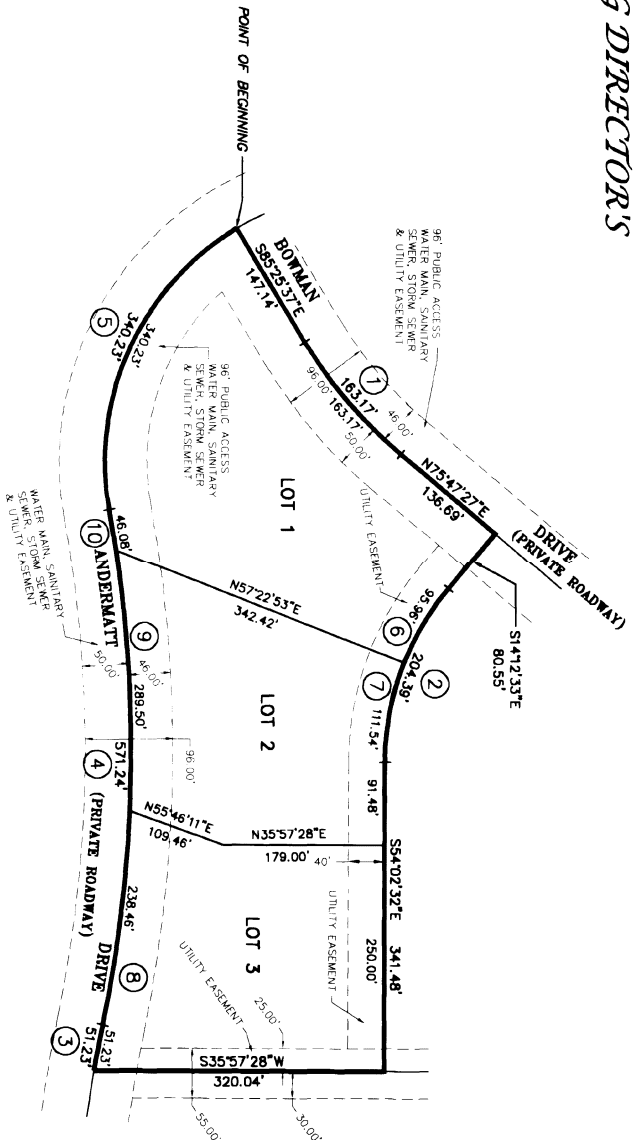 G DIRECTOR'S
POINT OF BEGINNING
BOWMAN
S85°25'37"E
147.14'
96' PUBLIC ACCESS
WATER MAIN, SAINITARY
SEWER, STORM SEWER
& UTILITY EASEMENT
1
163.17'
163.17'
96.00'
46.00'
50.00'
N75°47'27"E
136.69'
DRIVE
(PRIVATE ROADWAY)
S14°12'33"E
80.55'
5
340.23'
340.23'
96' PUBLIC ACCESS
WATER MAIN, SAINITARY
SEWER, STORM SEWER
& UTILITY EASEMENT
LOT 1
UTILITY EASEMENT
95.96'
6
204.39'
2
7
111.54'
46.06'
10
ANDERMATT
WATER MAIN, SAINITARY
SEWER, STORM SEWER
& UTILITY EASEMENT
N57°22'53"E
342.42'
9
50.00'
46.00'
289.50'
LOT 2
96.00'
571.24'
4
(PRIVATE ROADWAY)
91.48'
N55°46'11"E
109.46'
N35°57'28"E
179.00'
40'
S54°02'32"E 341.48'
250.00'
UTILITY EASEMENT
238.46'
8
DRIVE
LOT 3
UTILITY EASEMENT
25.00'
51.23'
51.23'
3
S35°57'28"W
320.04'
55.00'
30.00'